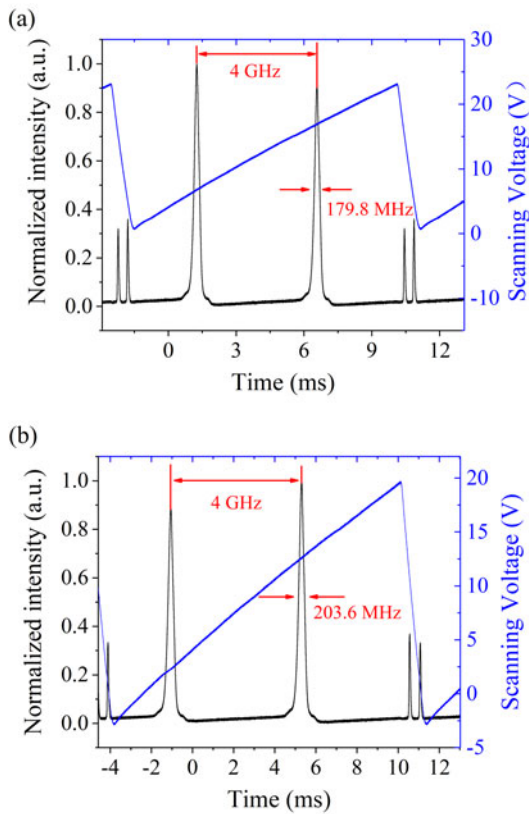 (a)
4 GHz
179.8 MHz
Normalized intensity (a.u.)
1.0
0.8
0.6
0.4
0.2
0.0
30
20
10
0
-10
Scanning Voltage (V)
0 3 6 9 12
Time (ms)
(b)
4 GHz
203.6 MHz
Normalized intensity (a.u.)
1.0
0.8
0.6
0.4
0.2
0.0
20
15
10
5
0
-5
Scanning Voltage (V)
-4 -2 0 2 4 6 8 10 12
Time (ms)